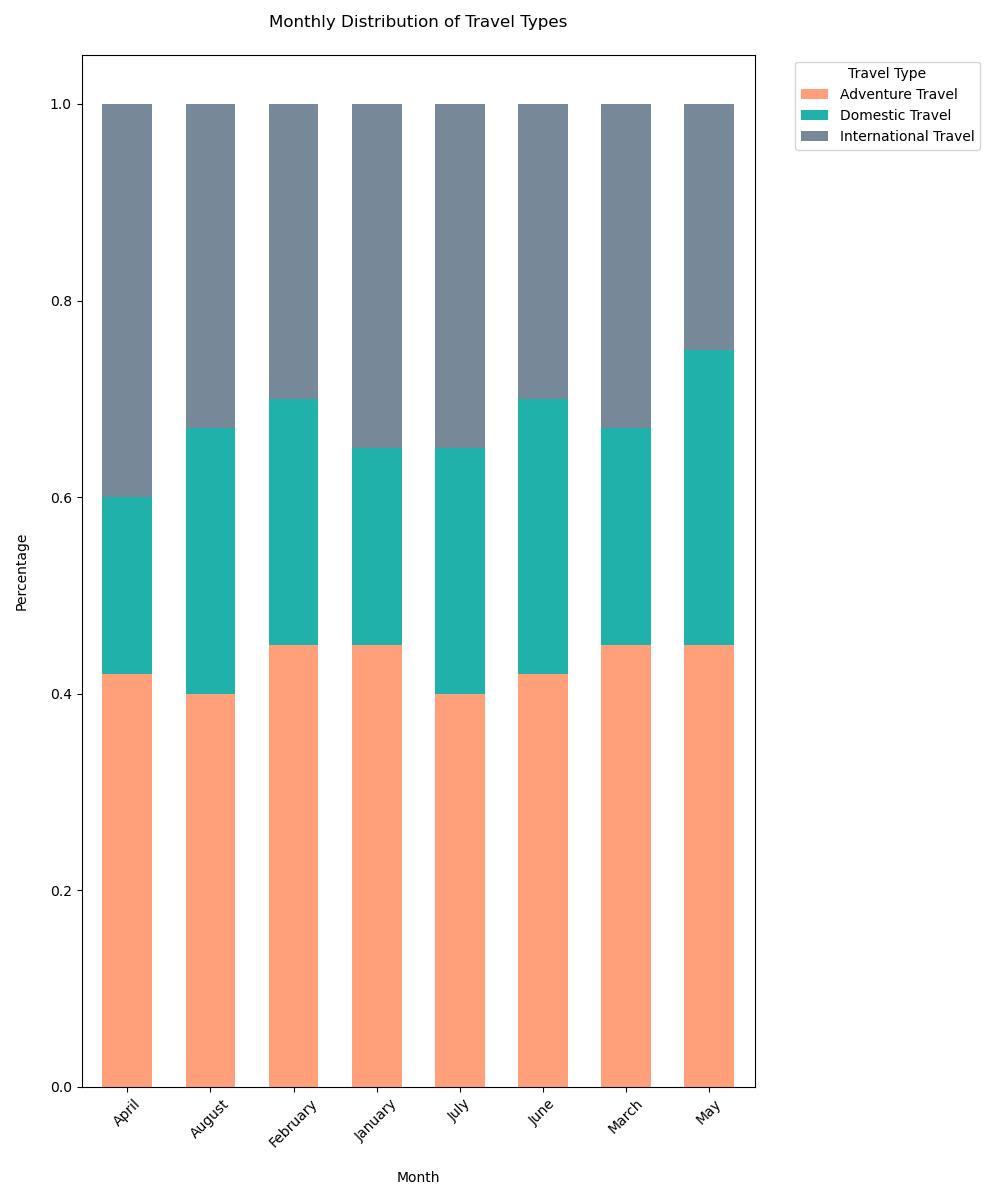 Monthly Distribution of Travel Types
Travel Type
Adventure Travel
Domestic Travel
International Travel
1.0
0.8
0.6
0.4
0.2
0.0
Percentage
April
August
February
January
July
June
March
May
Month